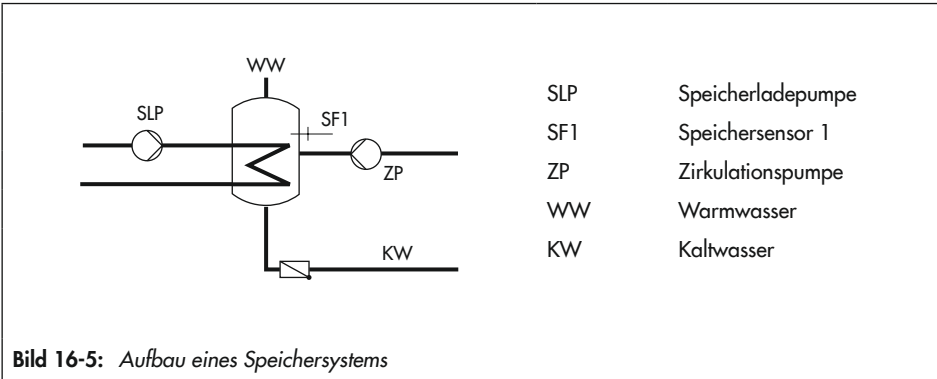 WW
SLP
SF1
ZP
KW
SLP Speicherladepumpe
SF1 Speichersensor 1
ZP Zirkulationspumpe
WW Warmwasser
KW Kaltwasser
Bild 16-5: Aufbau eines Speichersystems